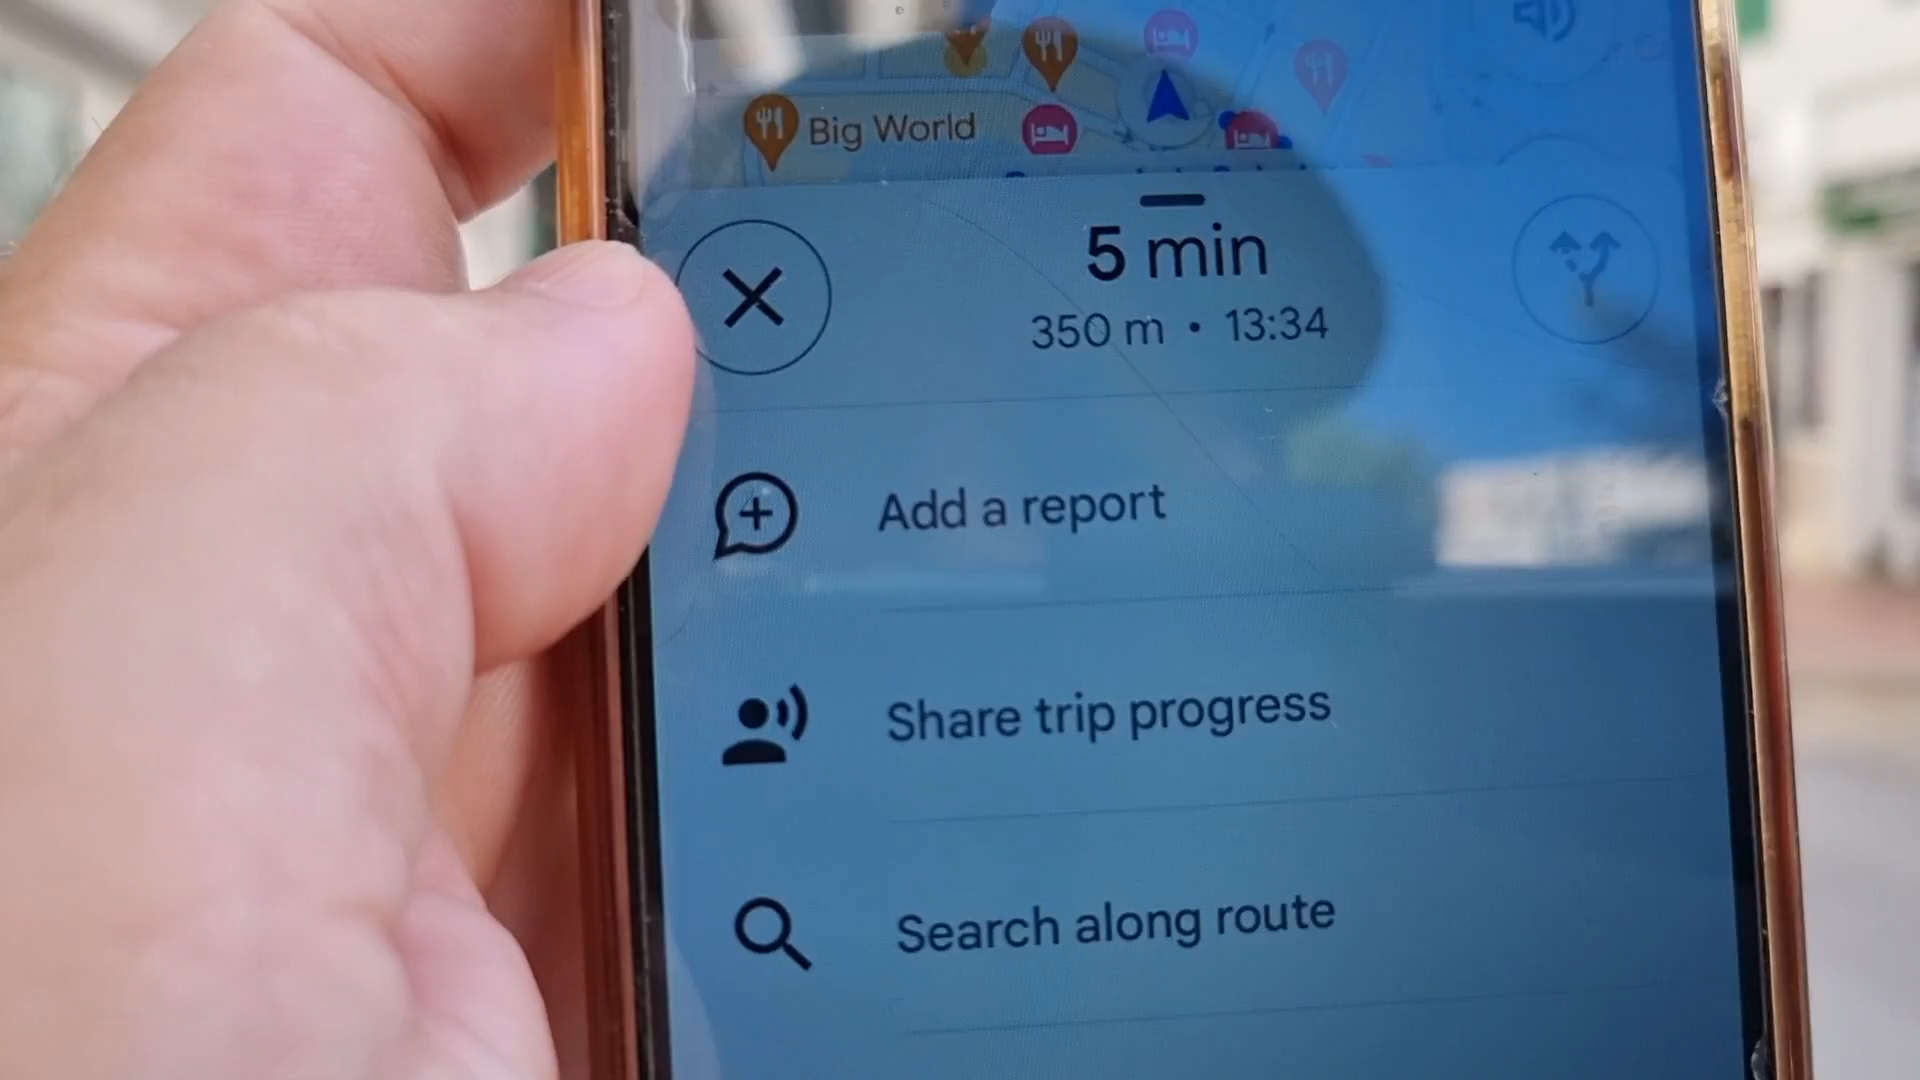 Big World
5 min
350 m • 13:34
Add a report
Share trip progress
Search along route